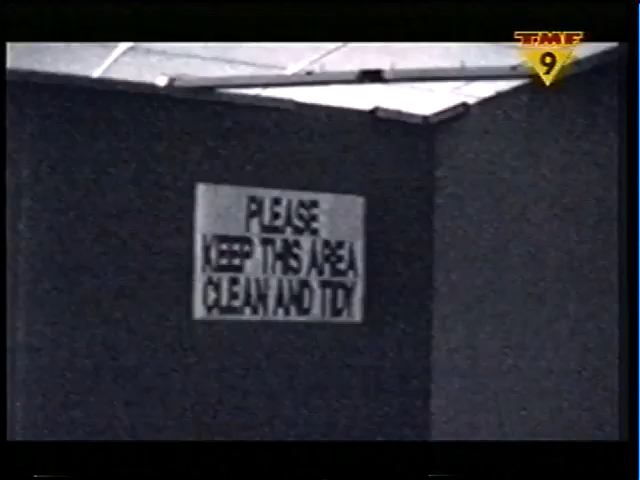 TMF
9
PLEASE
KEEP THIS AREA
CLEAN AND TIDY